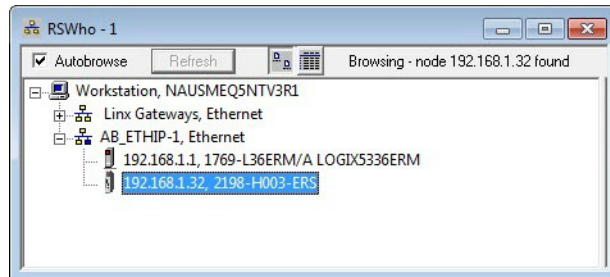 RSWho - 1
Autobrowse Refresh Browsing - node 192.168.1.32 found
Workstation, NAUSMEQ5NTV3R1
Linx Gateways, Ethernet
AB_ETHIP-1, Ethernet
192.168.1.1, 1769-L36ERM/A LOGIX5336ERM
192.168.1.32, 2198-H003-ERS